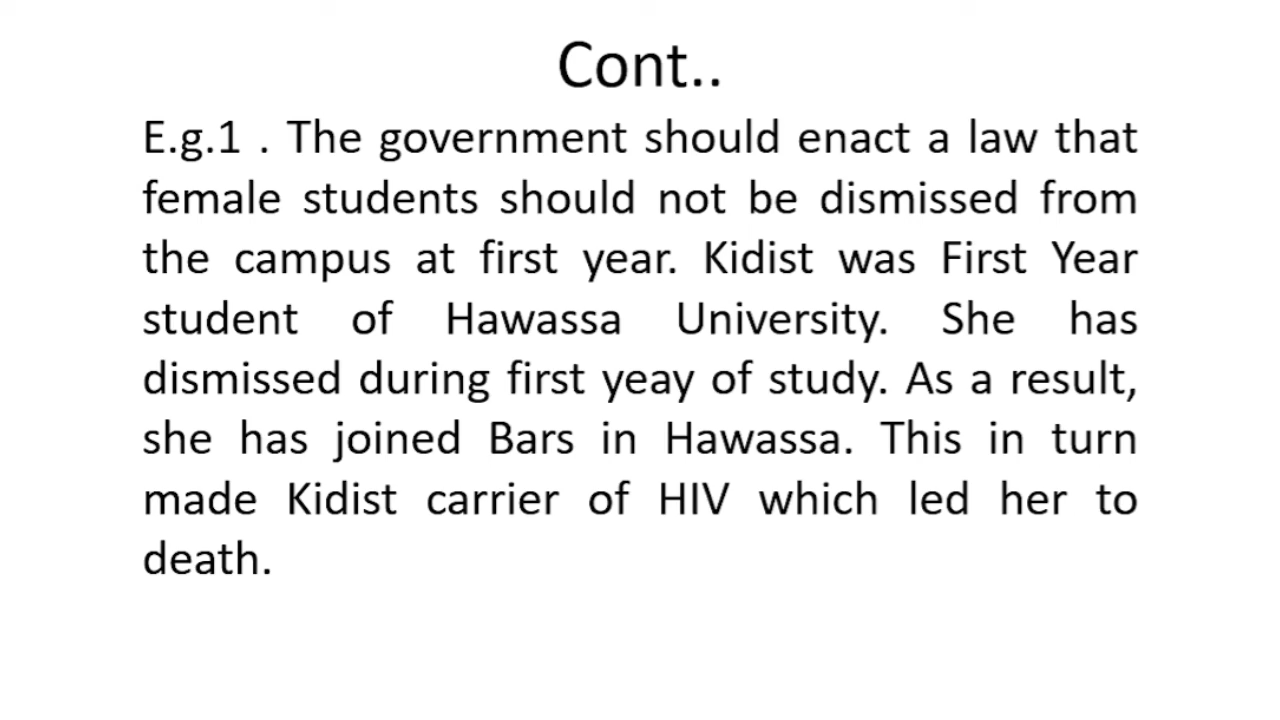 Cont..
E.g.1 . The government should enact a law that
female students should not be dismissed from
the campus at first year. Kidist was First Year
student of Hawassa University. She has
dismissed during first yeay of study. As a result,
she has joined Bars in Hawassa. This in turn
made Kidist carrier of HIV which led her to
death.